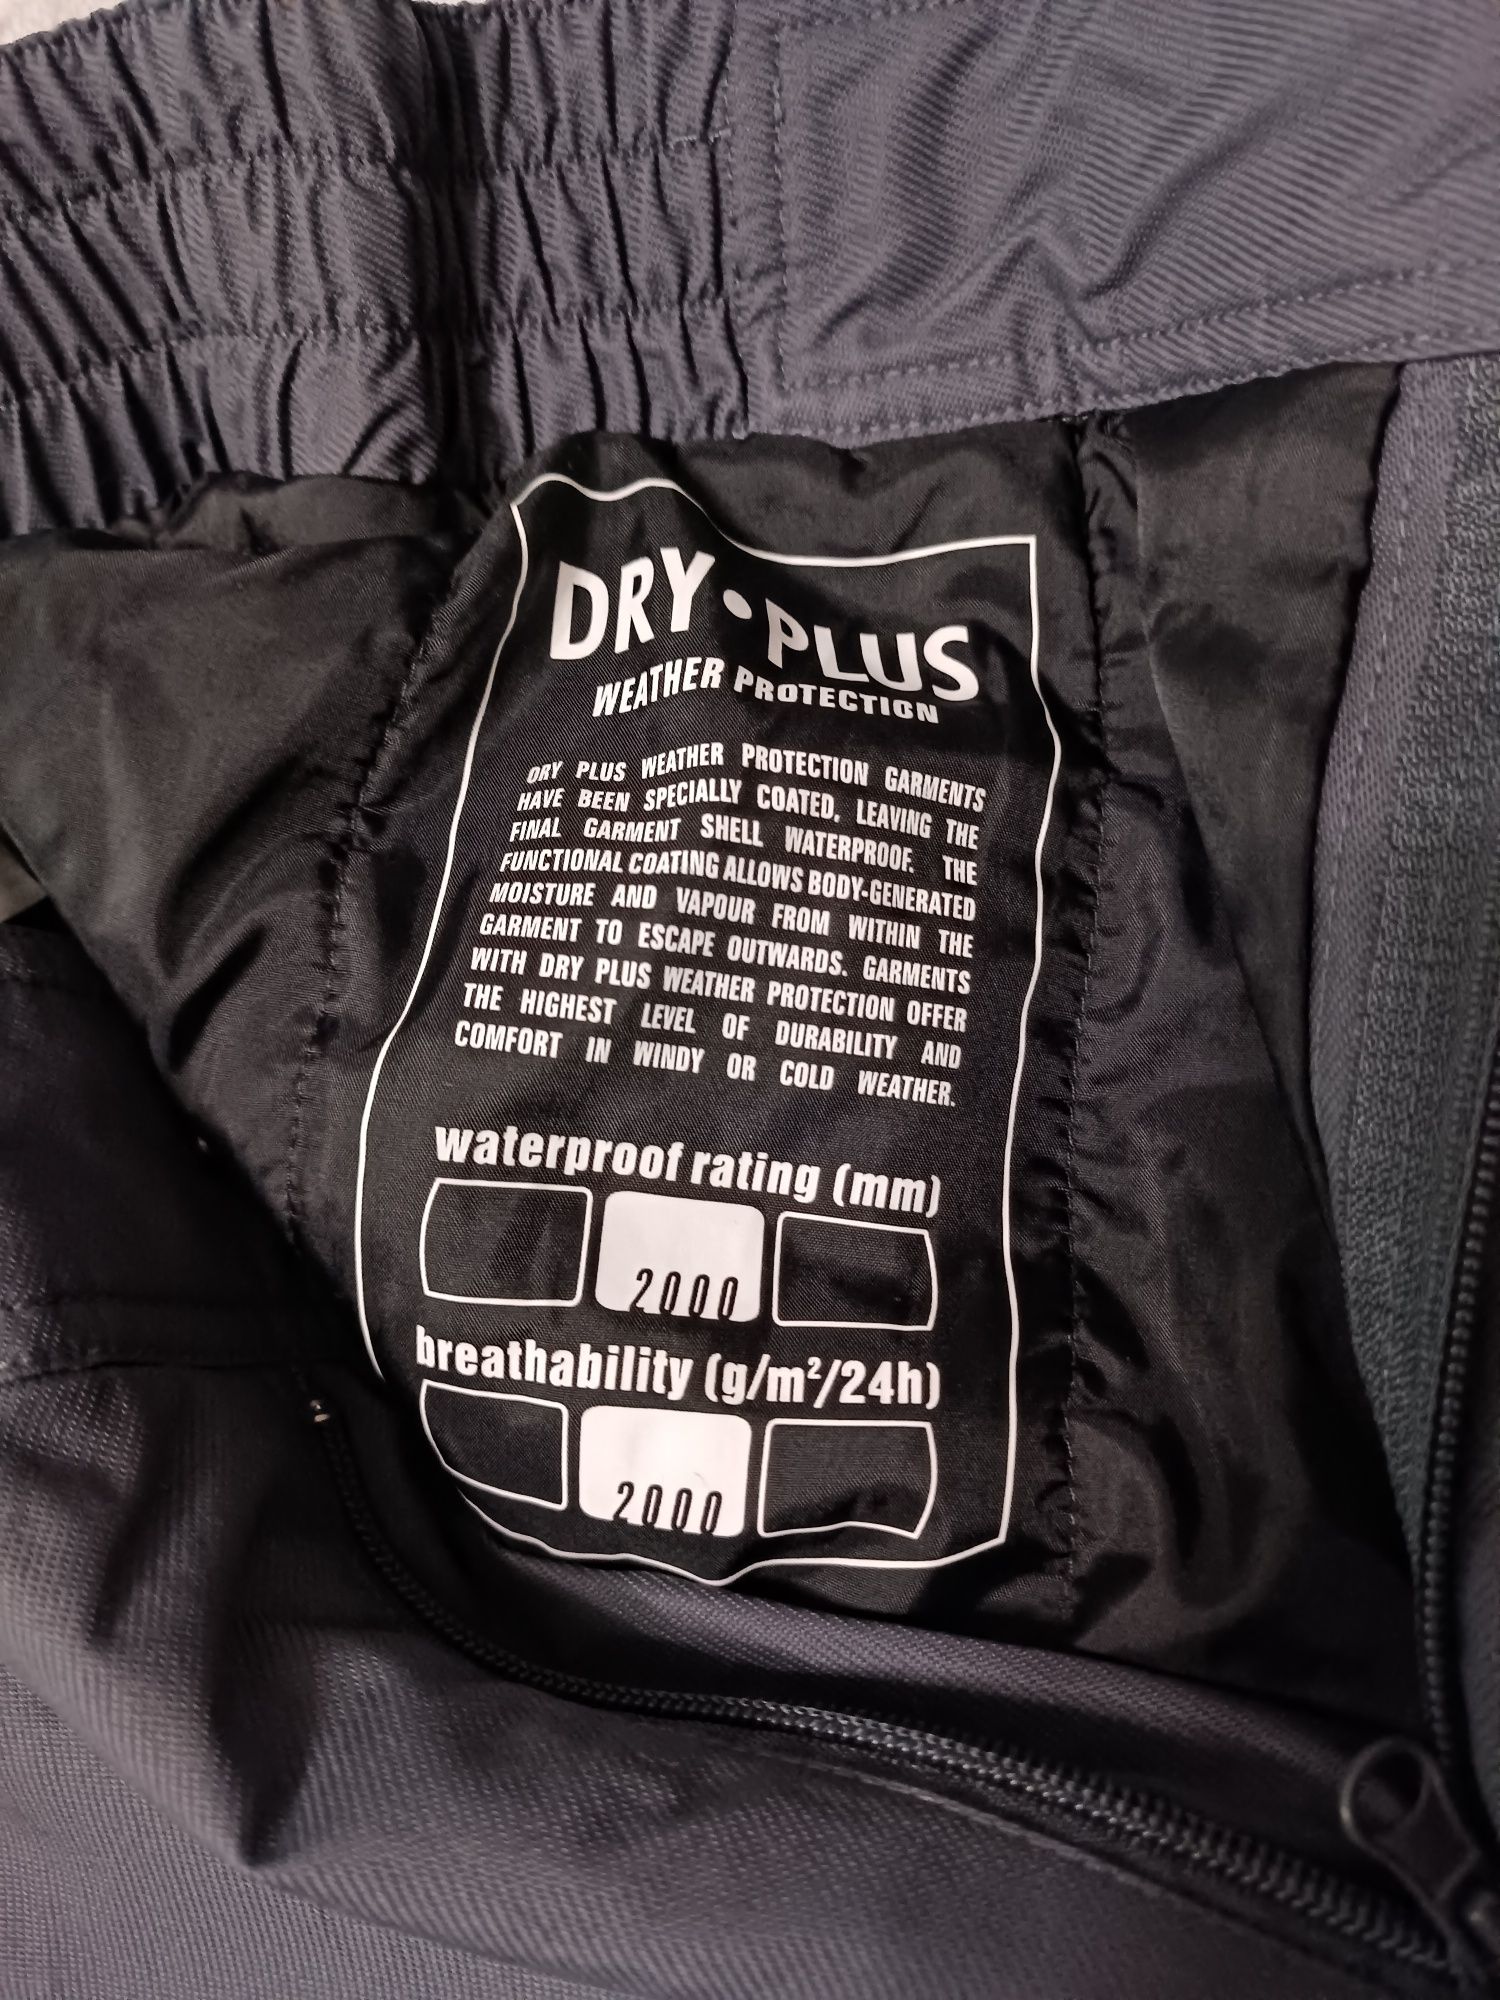 DRY • PLUS
WEATHER PROTECTION
DRY PLUS WEATHER PROTECTION GARMENTS
HAVE BEEN SPECIALLY COATED, LEAVING THE
FINAL GARMENT SHELL WATERPROOF. THE
FUNCTIONAL COATING ALLOWS BODY-GENERATED
MOISTURE AND VAPOUR FROM WITHIN THE
GARMENT TO ESCAPE OUTWARDS. GARMENTS
WITH DRY PLUS WEATHER PROTECTION OFFER
THE HIGHEST LEVEL OF DURABILITY AND
COMFORT IN WINDY OR COLD WEATHER.
waterproof rating (mm)
2000
breathability (g/m²/24h)
2000